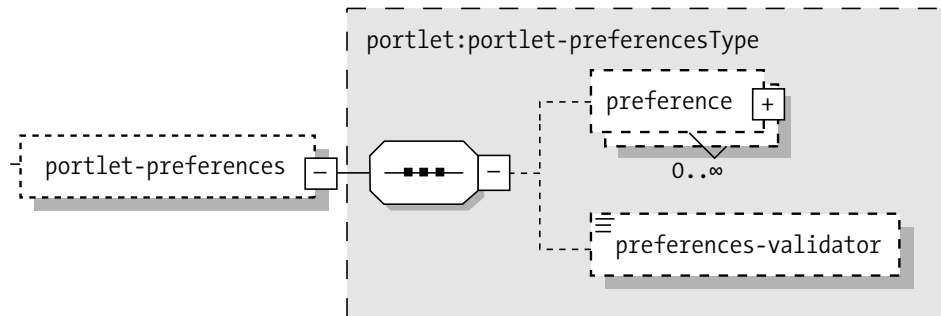 portlet:portlet-preferencesType
preference
+
portlet-preferences
−
−
0..∞
preferences-validator